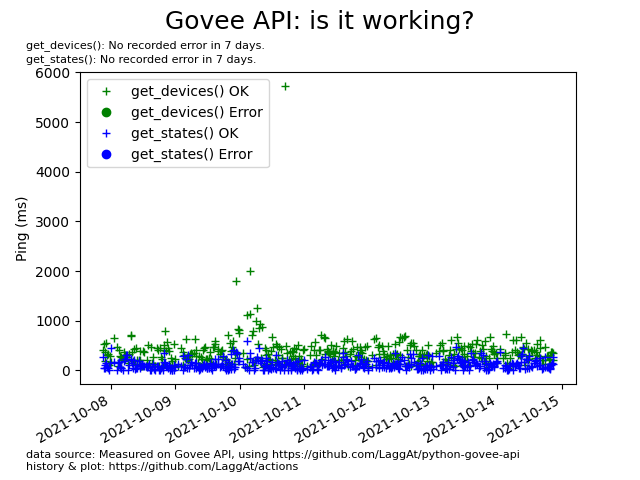 Govee API: is it working?
get_devices(): No recorded error in 7 days.
get_states(): No recorded error in 7 days.
6000
5000
4000
3000
2000
1000
0
Ping (ms)
get_devices() OK
get_devices() Error
get_states() OK
get_states() Error
2021-10-08
2021-10-09
2021-10-10
2021-10-11
2021-10-12
2021-10-13
2021-10-14
2021-10-15
data source: Measured on Govee API, using https://github.com/LaggAt/python-govee-api
history & plot: https://github.com/LaggAt/actions